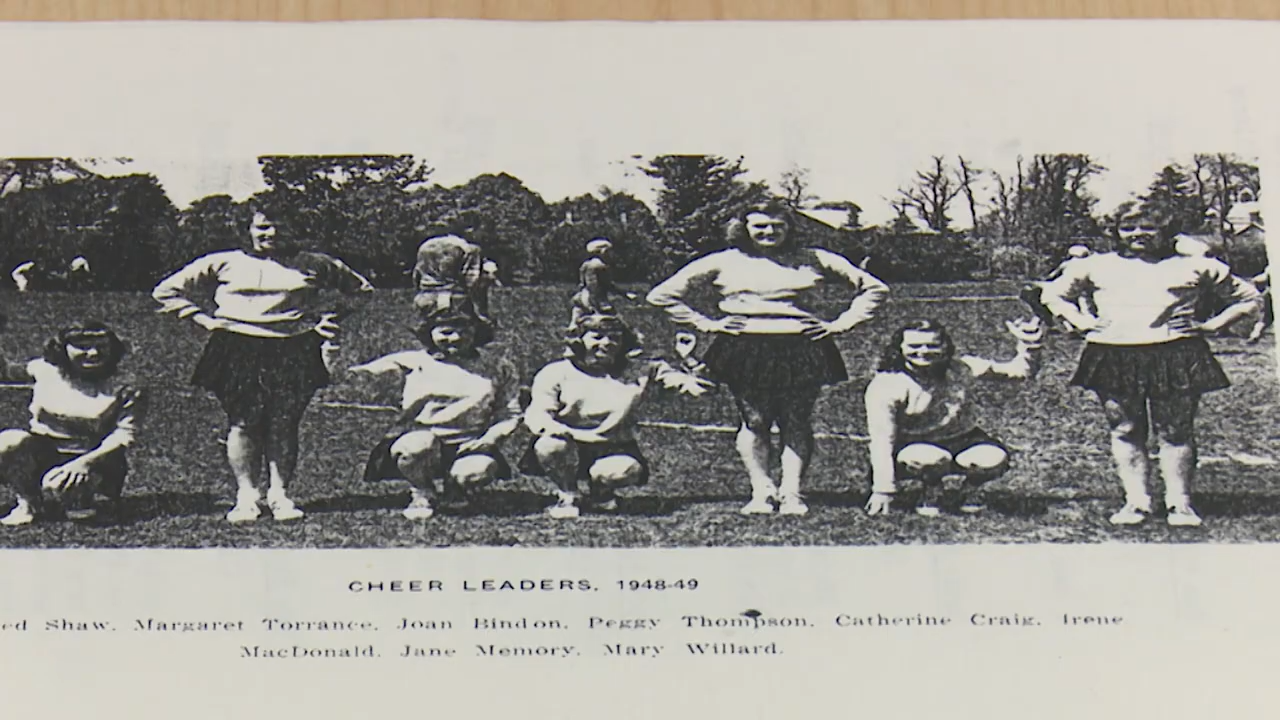 CHEER LEADERS, 1948-49
ed Shaw, Margaret Torrance, Joan Bindon, Peggy Thompson, Catherine Craig, Irene
MacDonald, Jane Memory, Mary Willard.